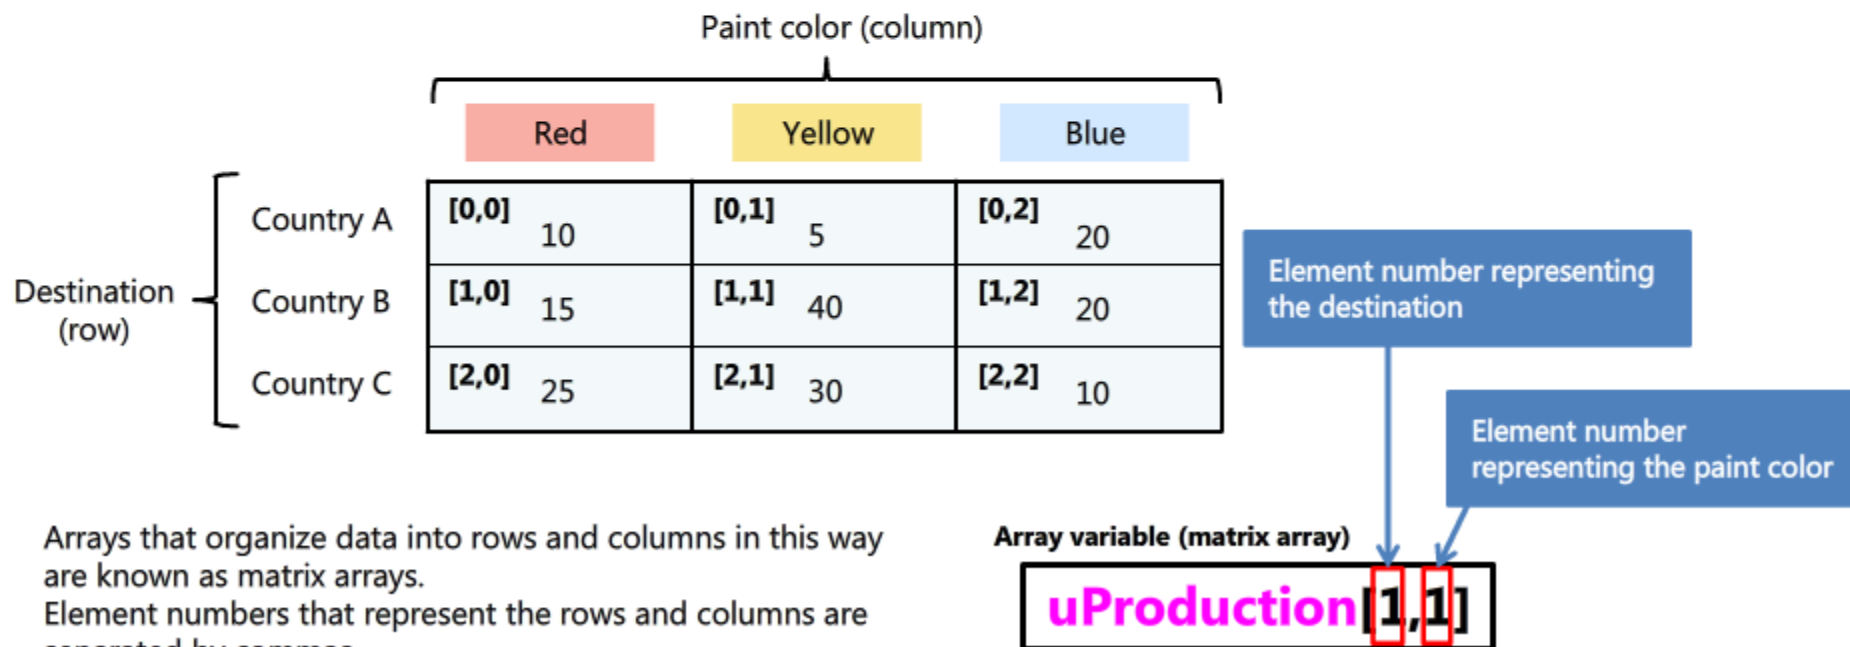 Paint color (column)
Red Yellow Blue
Country A [0,0] 10 [0,1] 5 [0,2] 20
Destination
(row)
Country B [1,0] 15 [1,1] 40 [1,2] 20
Country C [2,0] 25 [2,1] 30 [2,2] 10
Element number representing
the destination
Element number
representing the paint color
Arrays that organize data into rows and columns in this way
are known as matrix arrays.
Element numbers that represent the rows and columns are
Array variable (matrix array)
uProduction[1,1]